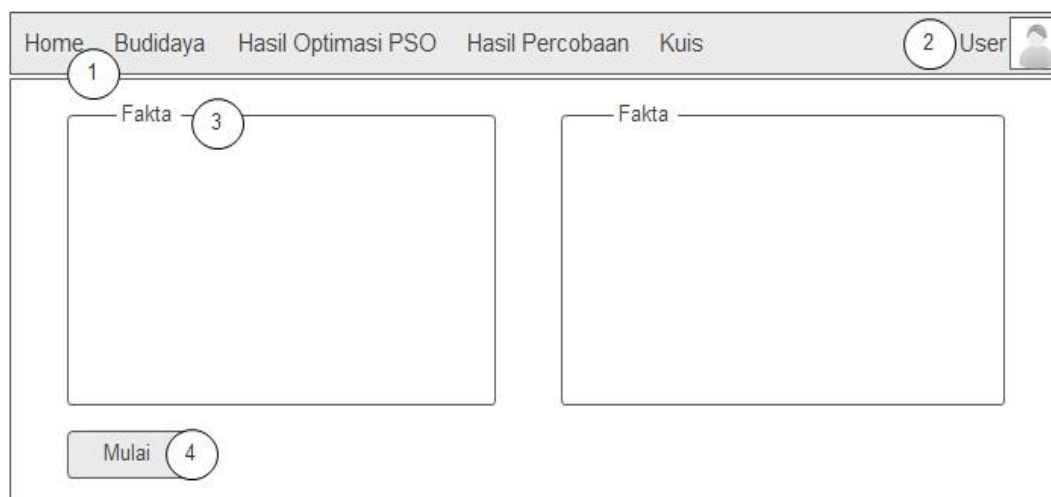 Home Budidaya Hasil Optimasi PSO Hasil Percobaan Kuis 2 User
1
Fakta 3 Fakta
Mulai 4